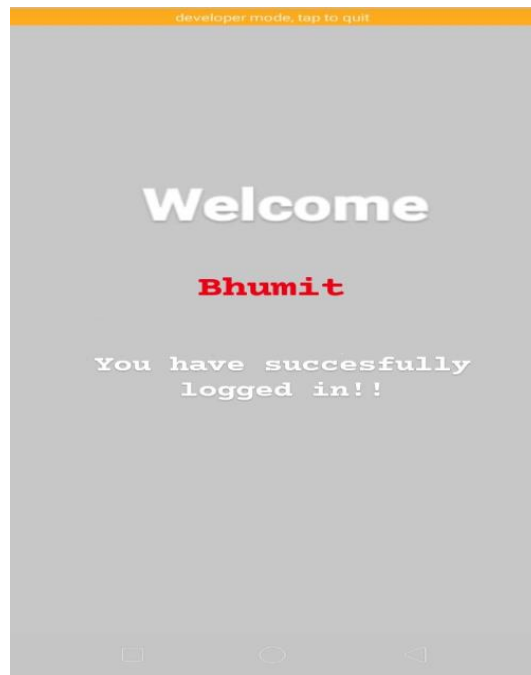 developer mode, tap to quit
Welcome
Bhumit
You have succesfully
logged in!!